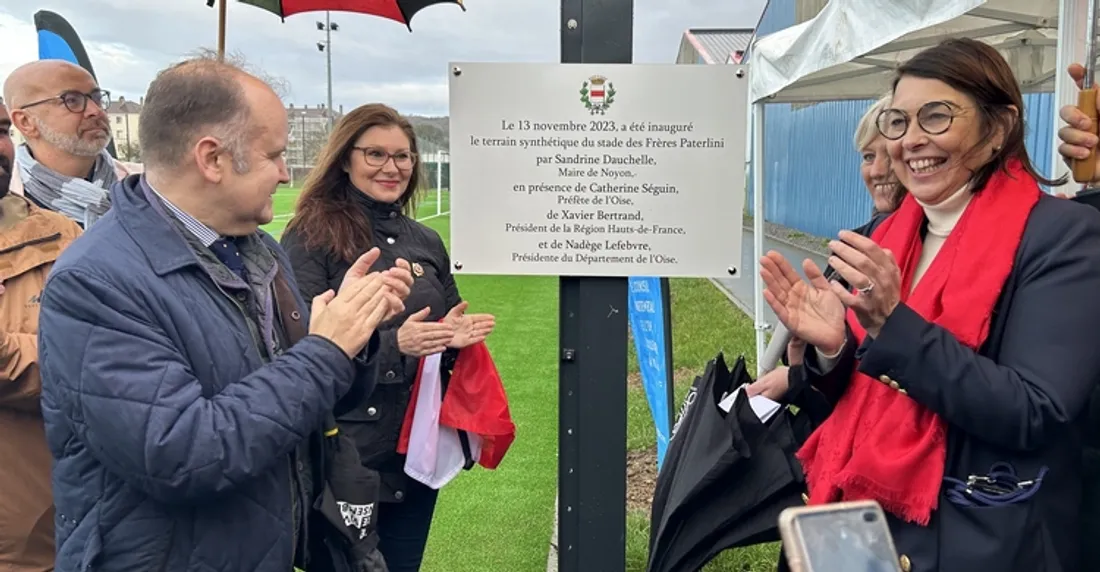 Le 13 novembre 2023, a été inauguré
le terrain synthétique du stade des Frères Paterlini
par Sandrine Dauchelle,
Maire de Noyon,
en présence de Catherine Séguin,
Préfète de l'Oise,
de Xavier Bertrand,
Président de la Région Hauts-de-France,
et de Nadège Lefebvre,
Présidente du Département de l'Oise.